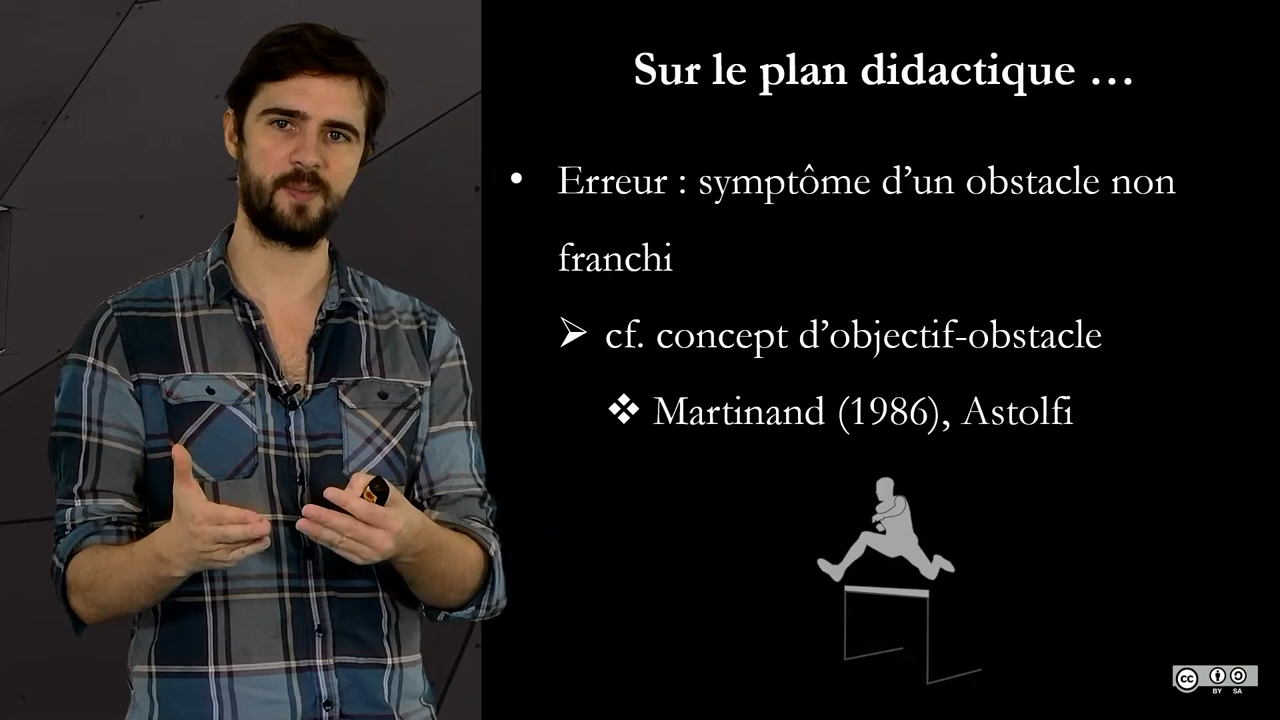 Sur le plan didactique …
• Erreur : symptôme d’un obstacle non
franchi
➢ cf. concept d’objectif-obstacle
❖ Martinand (1986), Astolfi
cc
BY SA